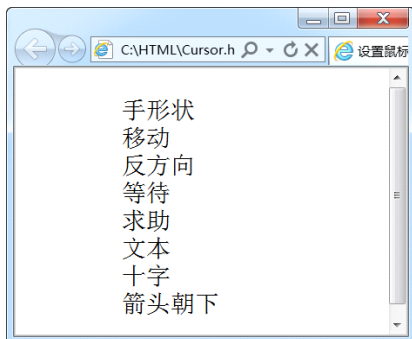 C:\HTML\Cursor.h
设置鼠标
手形状
移动
反方向
等待
求助
文本
十字
箭头朝下